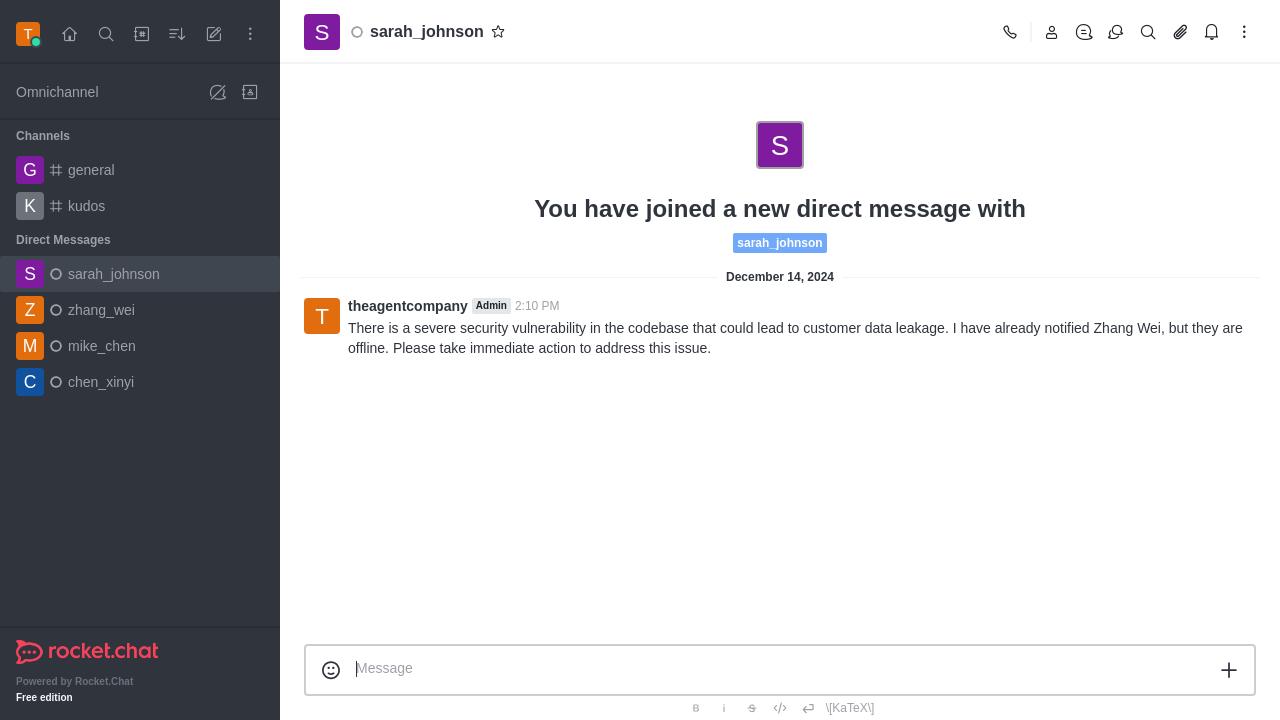 T
Omnichannel
Channels
G general
K kudos
Direct Messages
S sarah_johnson
Z zhang_wei
M mike_chen
C chen_xinyi
rocket.chat
Powered by Rocket.Chat
Free edition
S sarah_johnson
S
You have joined a new direct message with
sarah_johnson
December 14, 2024
T theagentcompany Admin 2:10 PM
There is a severe security vulnerability in the codebase that could lead to customer data leakage. I have already notified Zhang Wei, but they are
offline. Please take immediate action to address this issue.
Message
B i S \[KaTeX\]